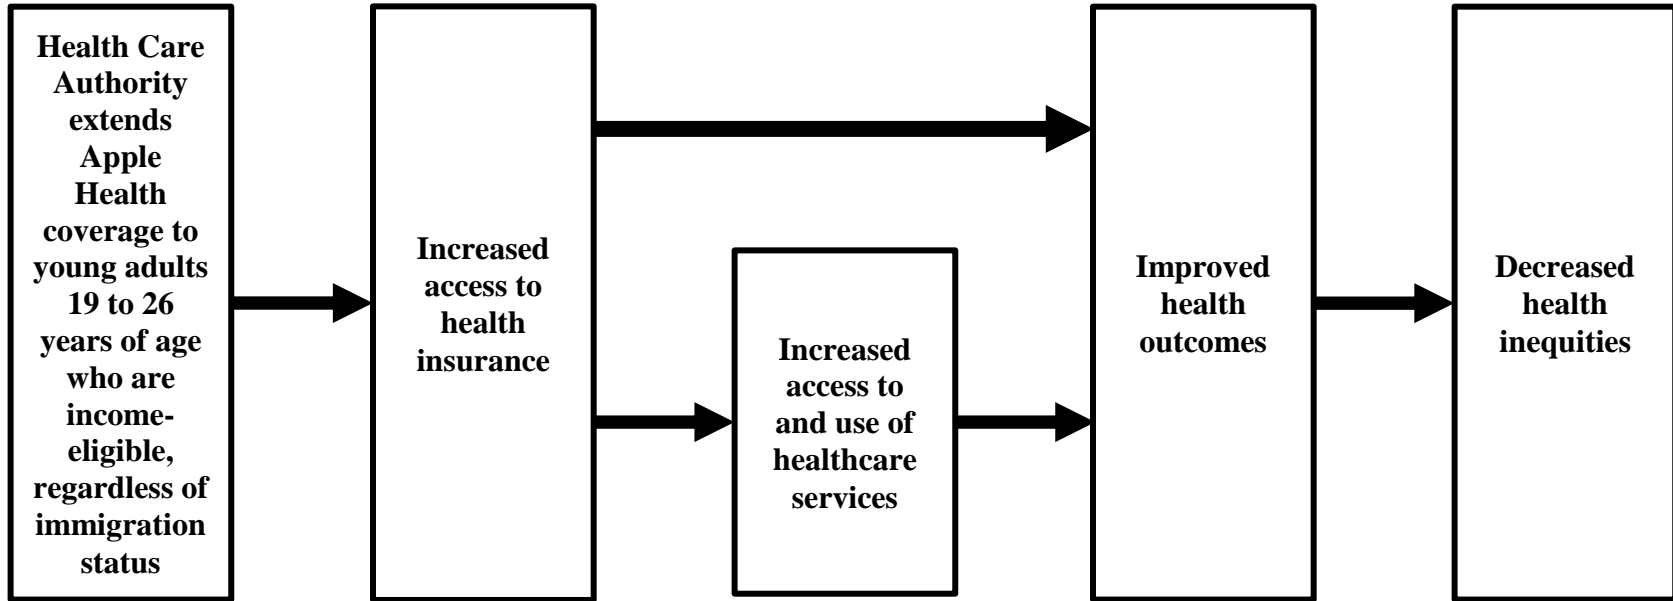 Health Care
Authority
extends
Apple
Health
coverage to
young adults
19 to 26
years of age
who are
income-
eligible,
regardless of
immigration
status
Increased
access to
health
insurance
Increased
access to
and use of
healthcare
services
Improved
health
outcomes
Decreased
health
inequities